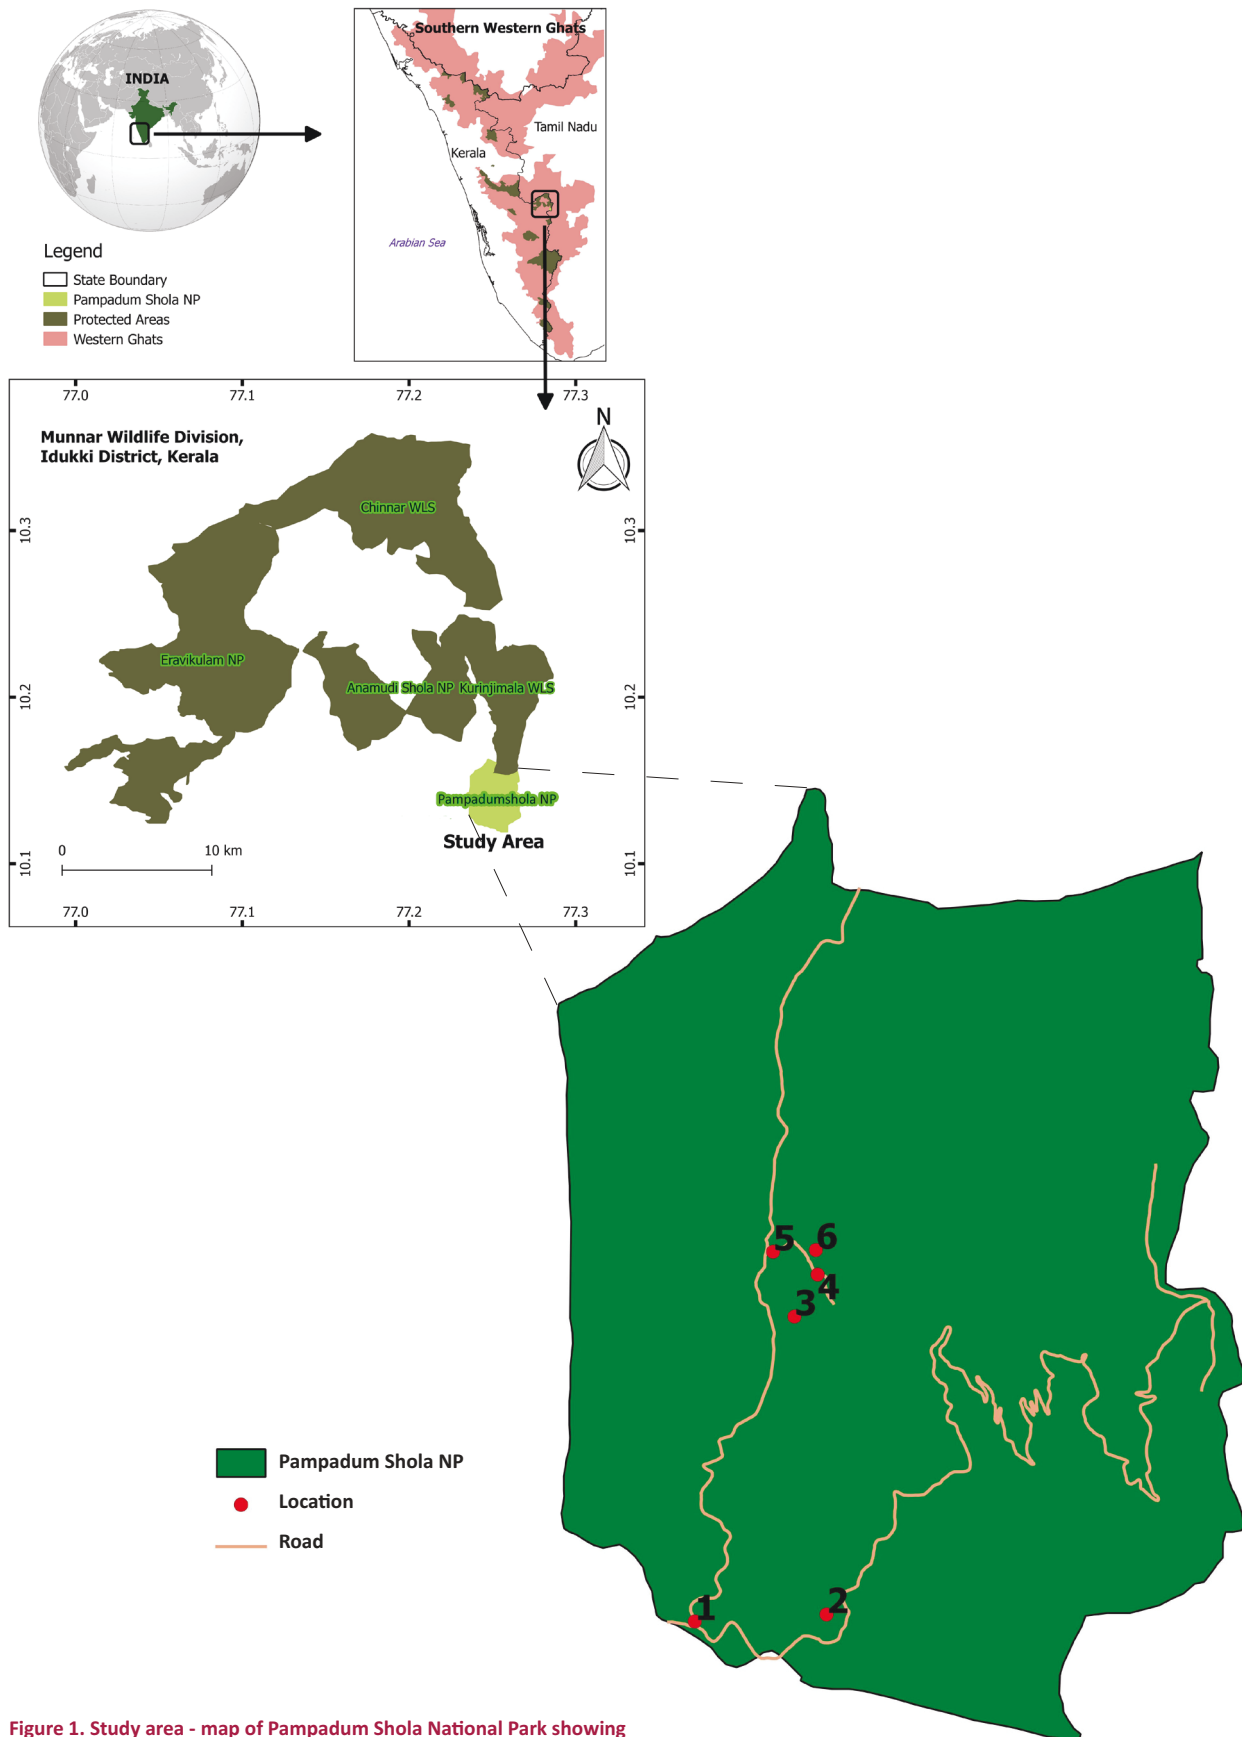 INDIA
Legend
State Boundary
Pampadum Shola NP
Protected Areas
Western Ghats
Southern Western Ghats
Tamil Nadu
Kerala
Arabian Sea
77.0 77.1 77.2 77.3
Munnar Wildlife Division,
Idukki District, Kerala
N
Chinnar WLS
10.3 10.3
Eravikulam NP
Anamudi Shola NP Kurinjimala WLS
10.2 10.2
Pampadumshola NP
Study Area
0 10 km
10.1 10.1
77.0 77.1 77.2 77.3
5 6
4
3
Pampadum Shola NP
Location
Road
1 2
Figure 1. Study area - map of Pampadum Shola National Park showing